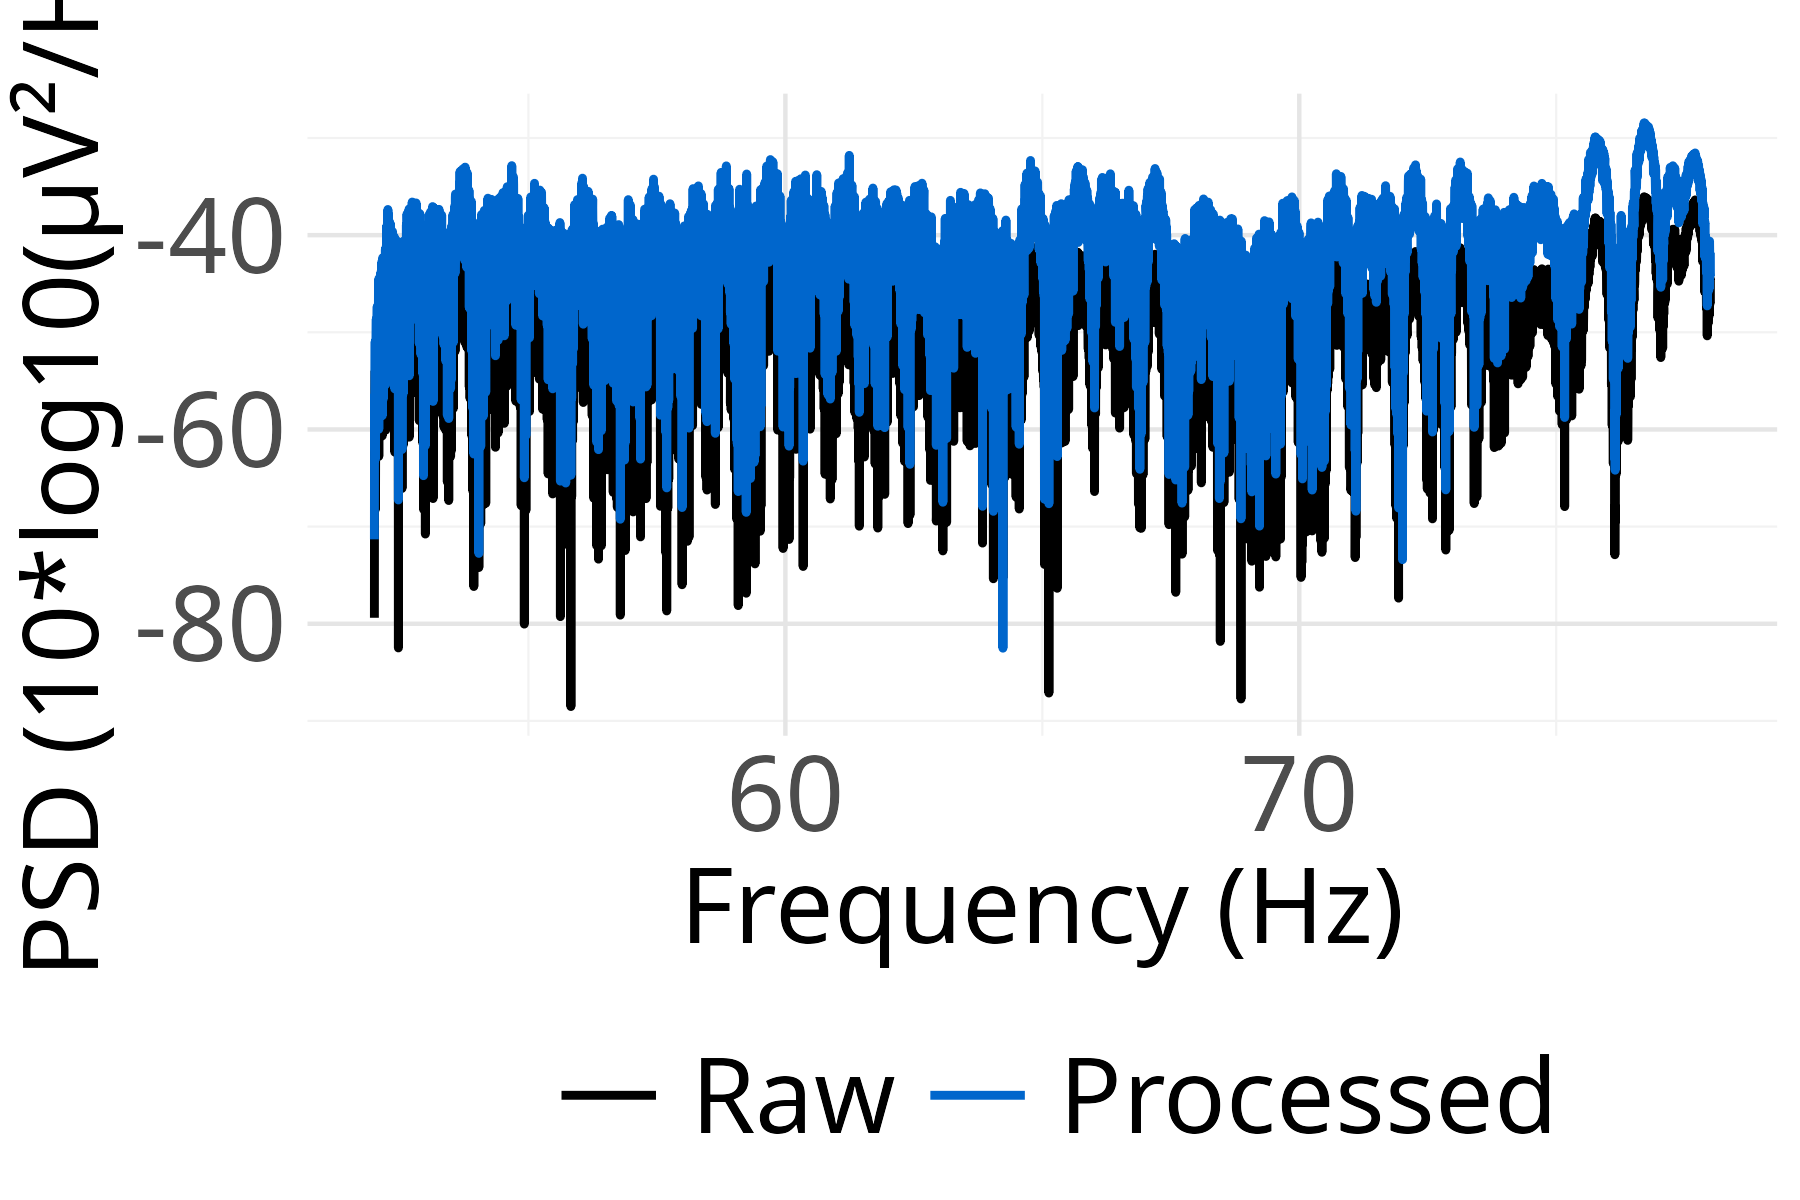 PSD (10*log10(µV²/H
-40
-60
-80
60 70
Frequency (Hz)
Raw Processed